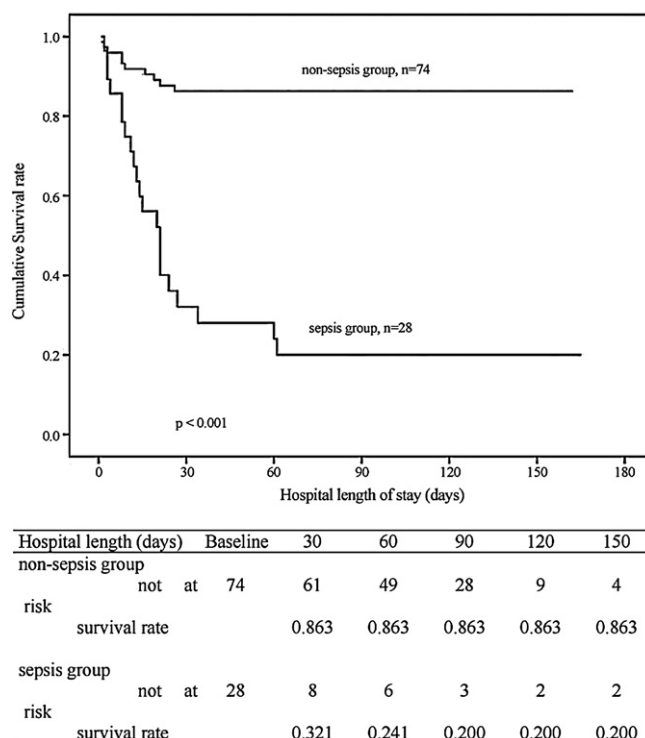 Cumulative Survival rate
1.0
0.8
0.6
0.4
0.2
0.0
non-sepsis group, n=74
sepsis group, n=28
p < 0.001
0 30 60 90 120 150 180
Hospital length of stay (days)
Hospital length (days) Baseline 30 60 90 120 150
non-sepsis group
not at 74 61 49 28 9 4
risk
survival rate 0.863 0.863 0.863 0.863 0.863
sepsis group
not at 28 8 6 3 2 2
risk
survival rate 0.321 0.241 0.200 0.200 0.200